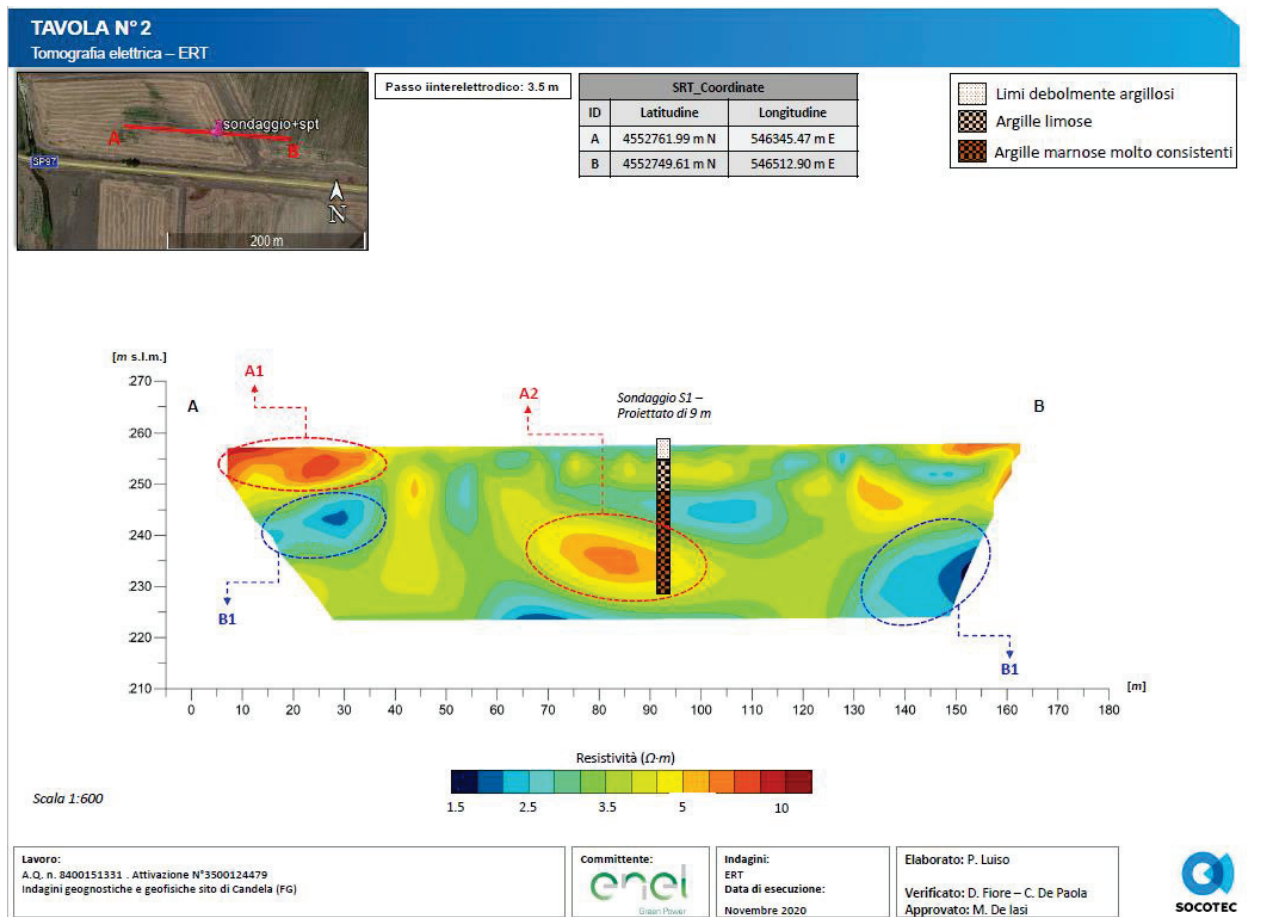 TAVOLA N° 2
Tomografia elettrica – ERT
A
sondaggio+spt
B
SP97
N
200 m
Passo iinterelettrodico: 3.5 m
SRT_Coordinate
ID Latitudine Longitudine
A 4552761.99 m N 546345.47 m E
B 4552749.61 m N 546512.90 m E
Limi debolmente argillosi
Argille limose
Argille marnose molto consistenti
[m s.l.m.]
270
260
250
240
230
220
210
A
A1
A2
Sondaggio S1 –
Proiettato di 9 m
B
B1
B1
0 10 20 30 40 50 60 70 80 90 100 110 120 130 140 150 160 170 180
[m]
Resistività (Ω·m)
1.5 2.5 3.5 5 10
Scala 1:600
Lavoro:
A.Q. n. 8400151331 . Attivazione N°3500124479
Indagini geognostiche e geofisiche sito di Candela (FG)
Committente:
enel
Green Power
Indagini:
ERT
Data di esecuzione:
Novembre 2020
Elaborato: P. Luiso
Verificato: D. Fiore – C. De Paola
Approvato: M. De Iasi
SOCOTEC